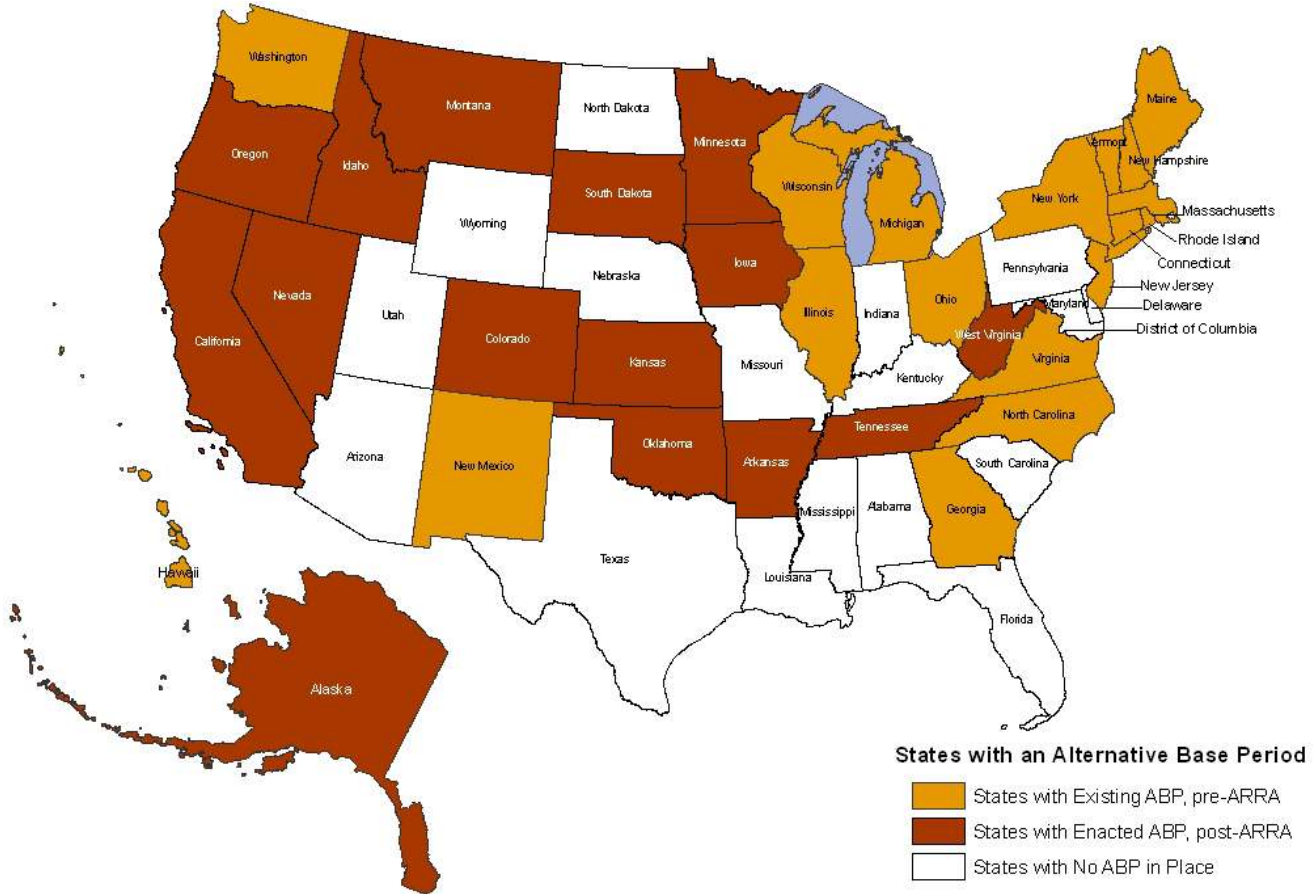 Washington
Maine
Montana
North Dakota
Minnesota
Vermont
New Hampshire
Oregon
Idaho
Wisconsin
South Dakota
New York
Massachusetts
Michigan
Wyoming
Rhode Island
Iowa
Pennsylvania
Connecticut
Nebraska
New Jersey
Ohio
Maryland
Delaware
Nevada
Utah
Illinois
Indiana
District of Columbia
West Virginia
California
Colorado
Kansas
Virginia
Missouri
Kentucky
North Carolina
Tennessee
Oklahoma
Arizona
New Mexico
Arkansas
South Carolina
Mississippi
Alabama
Georgia
Texas
Hawaii
Louisiana
Florida
Alaska
States with an Alternative Base Period
States with Existing ABP, pre-ARRA
States with Enacted ABP, post-ARRA
States with No ABP in Place